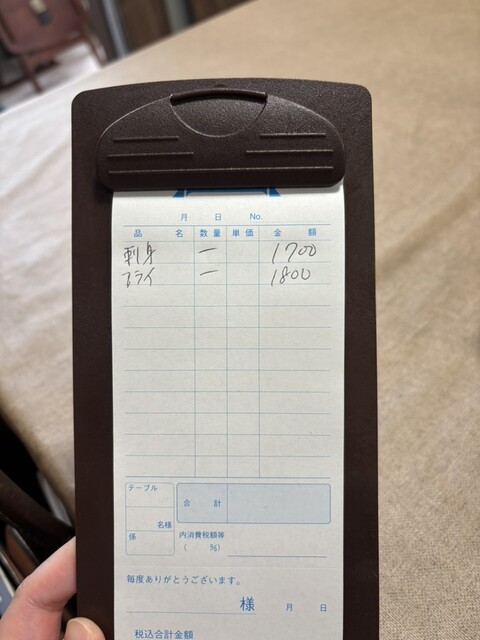 月 日 No.
品 名 数量 単価 金 額
刺身 一 1700
フライ 一 1800
テーブル
名様
係
合 計
内消費税額等
( %)
毎度ありがとうございます。
様 月 日
税込合計金額